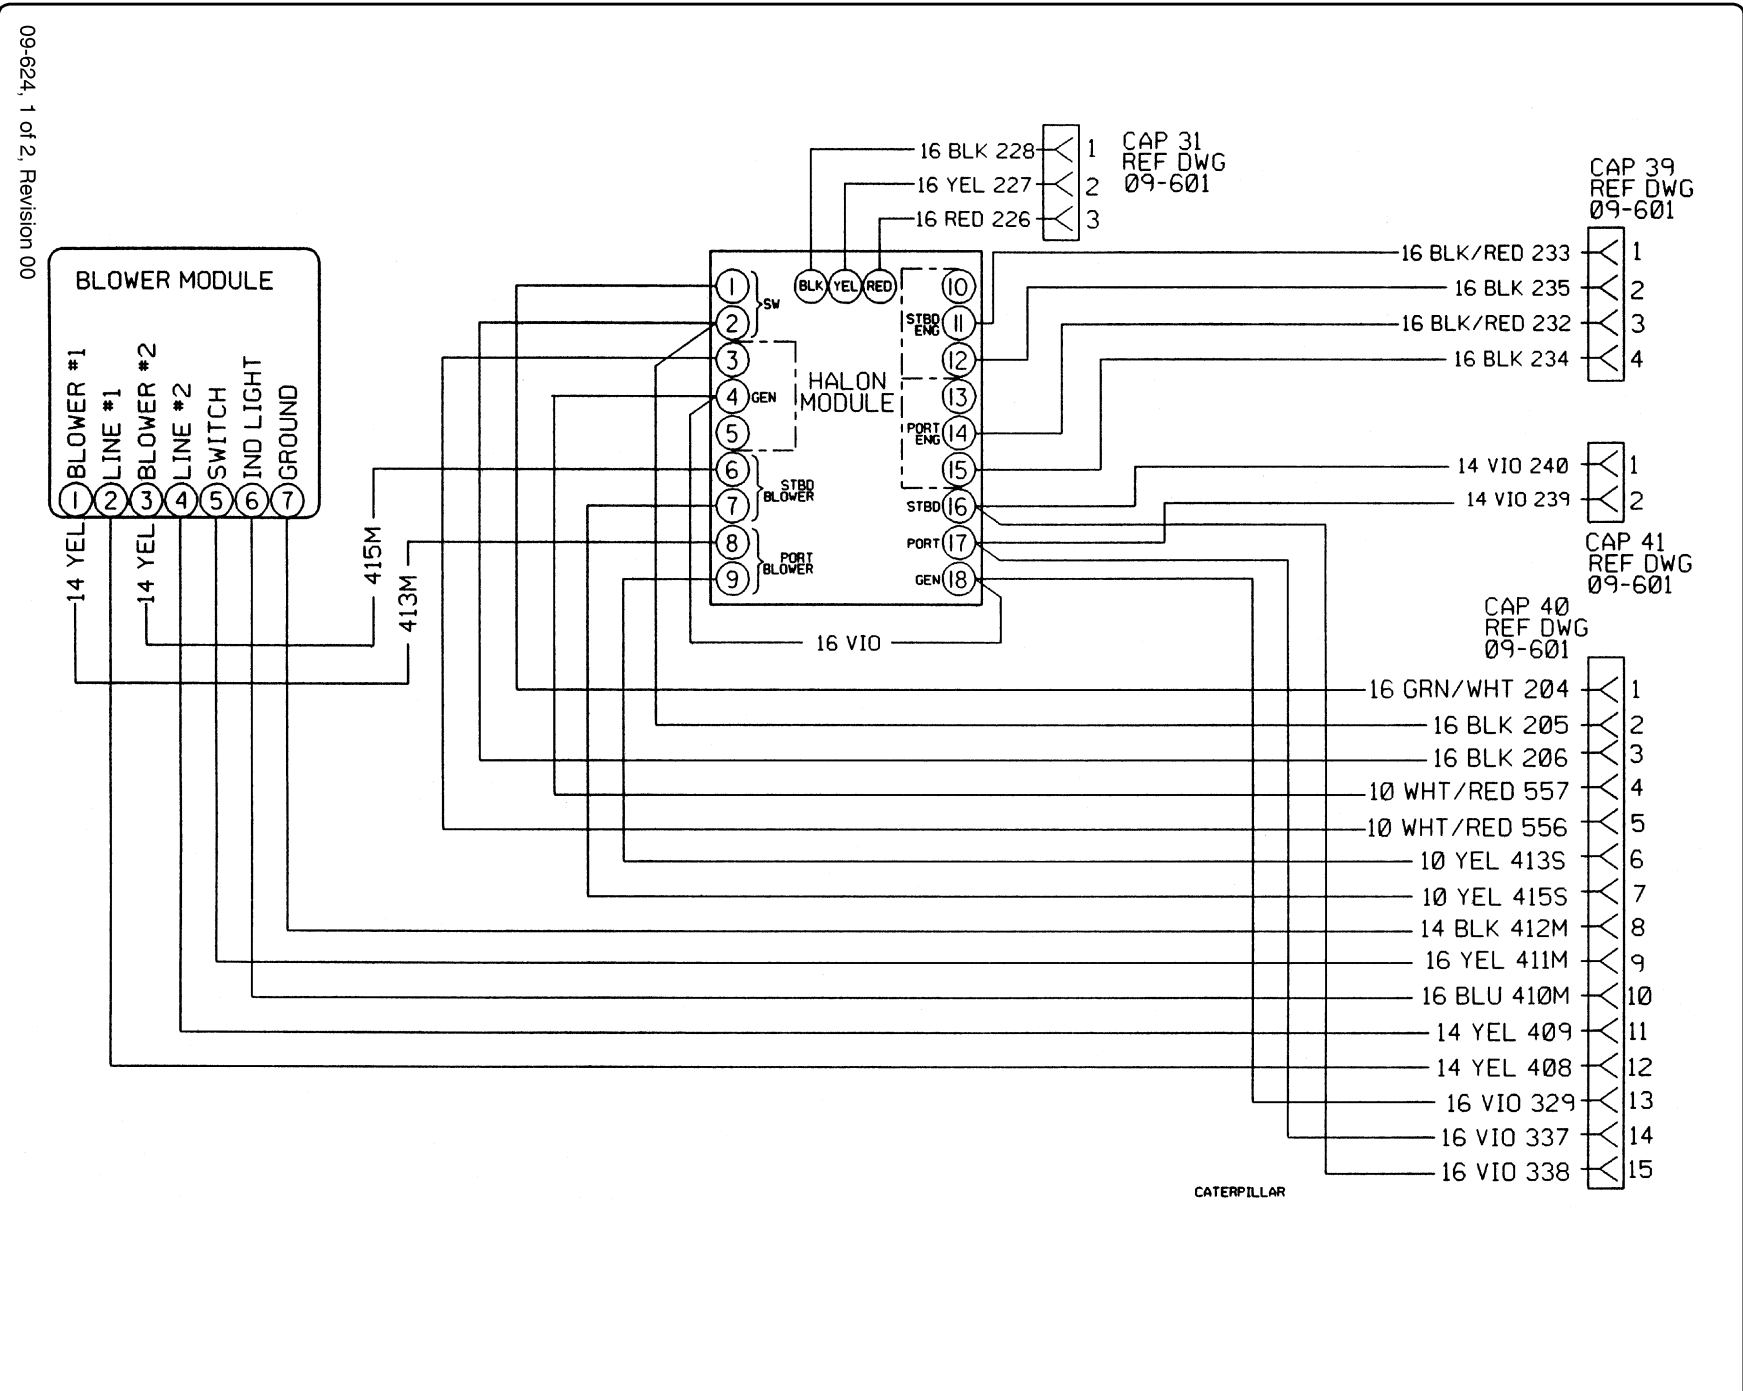 09-624, 1 of 2, Revision 00
BLOWER MODULE
BLOWER #1
LINE #1
BLOWER #2
LINE #2
SWITCH
IND LIGHT
GROUND
1 2 3 4 5 6 7
14 YEL
14 YEL
415M
413M
16 BLK 228
16 YEL 227
16 RED 226
1
2
3
CAP 31
REF DWG
09-601
BLK YEL RED
1
2
SW
3
4 GEN
5
6
7
STBD
BLOWER
8
9
PORT
BLOWER
HALON
MODULE
10
STBD
ENG
11
12
13
PORT
ENG
14
15
STBD 16
PORT 17
GEN 18
16 VIO
CAP 39
REF DWG
09-601
16 BLK/RED 233 1
16 BLK 235 2
16 BLK/RED 232 3
16 BLK 234 4
14 VIO 240 1
14 VIO 239 2
CAP 41
REF DWG
09-601
CAP 40
REF DWG
09-601
16 GRN/WHT 204 1
16 BLK 205 2
16 BLK 206 3
10 WHT/RED 557 4
10 WHT/RED 556 5
10 YEL 413S 6
10 YEL 415S 7
14 BLK 412M 8
16 YEL 411M 9
16 BLU 410M 10
14 YEL 409 11
14 YEL 408 12
16 VIO 329 13
16 VIO 337 14
16 VIO 338 15
CATERPILLAR